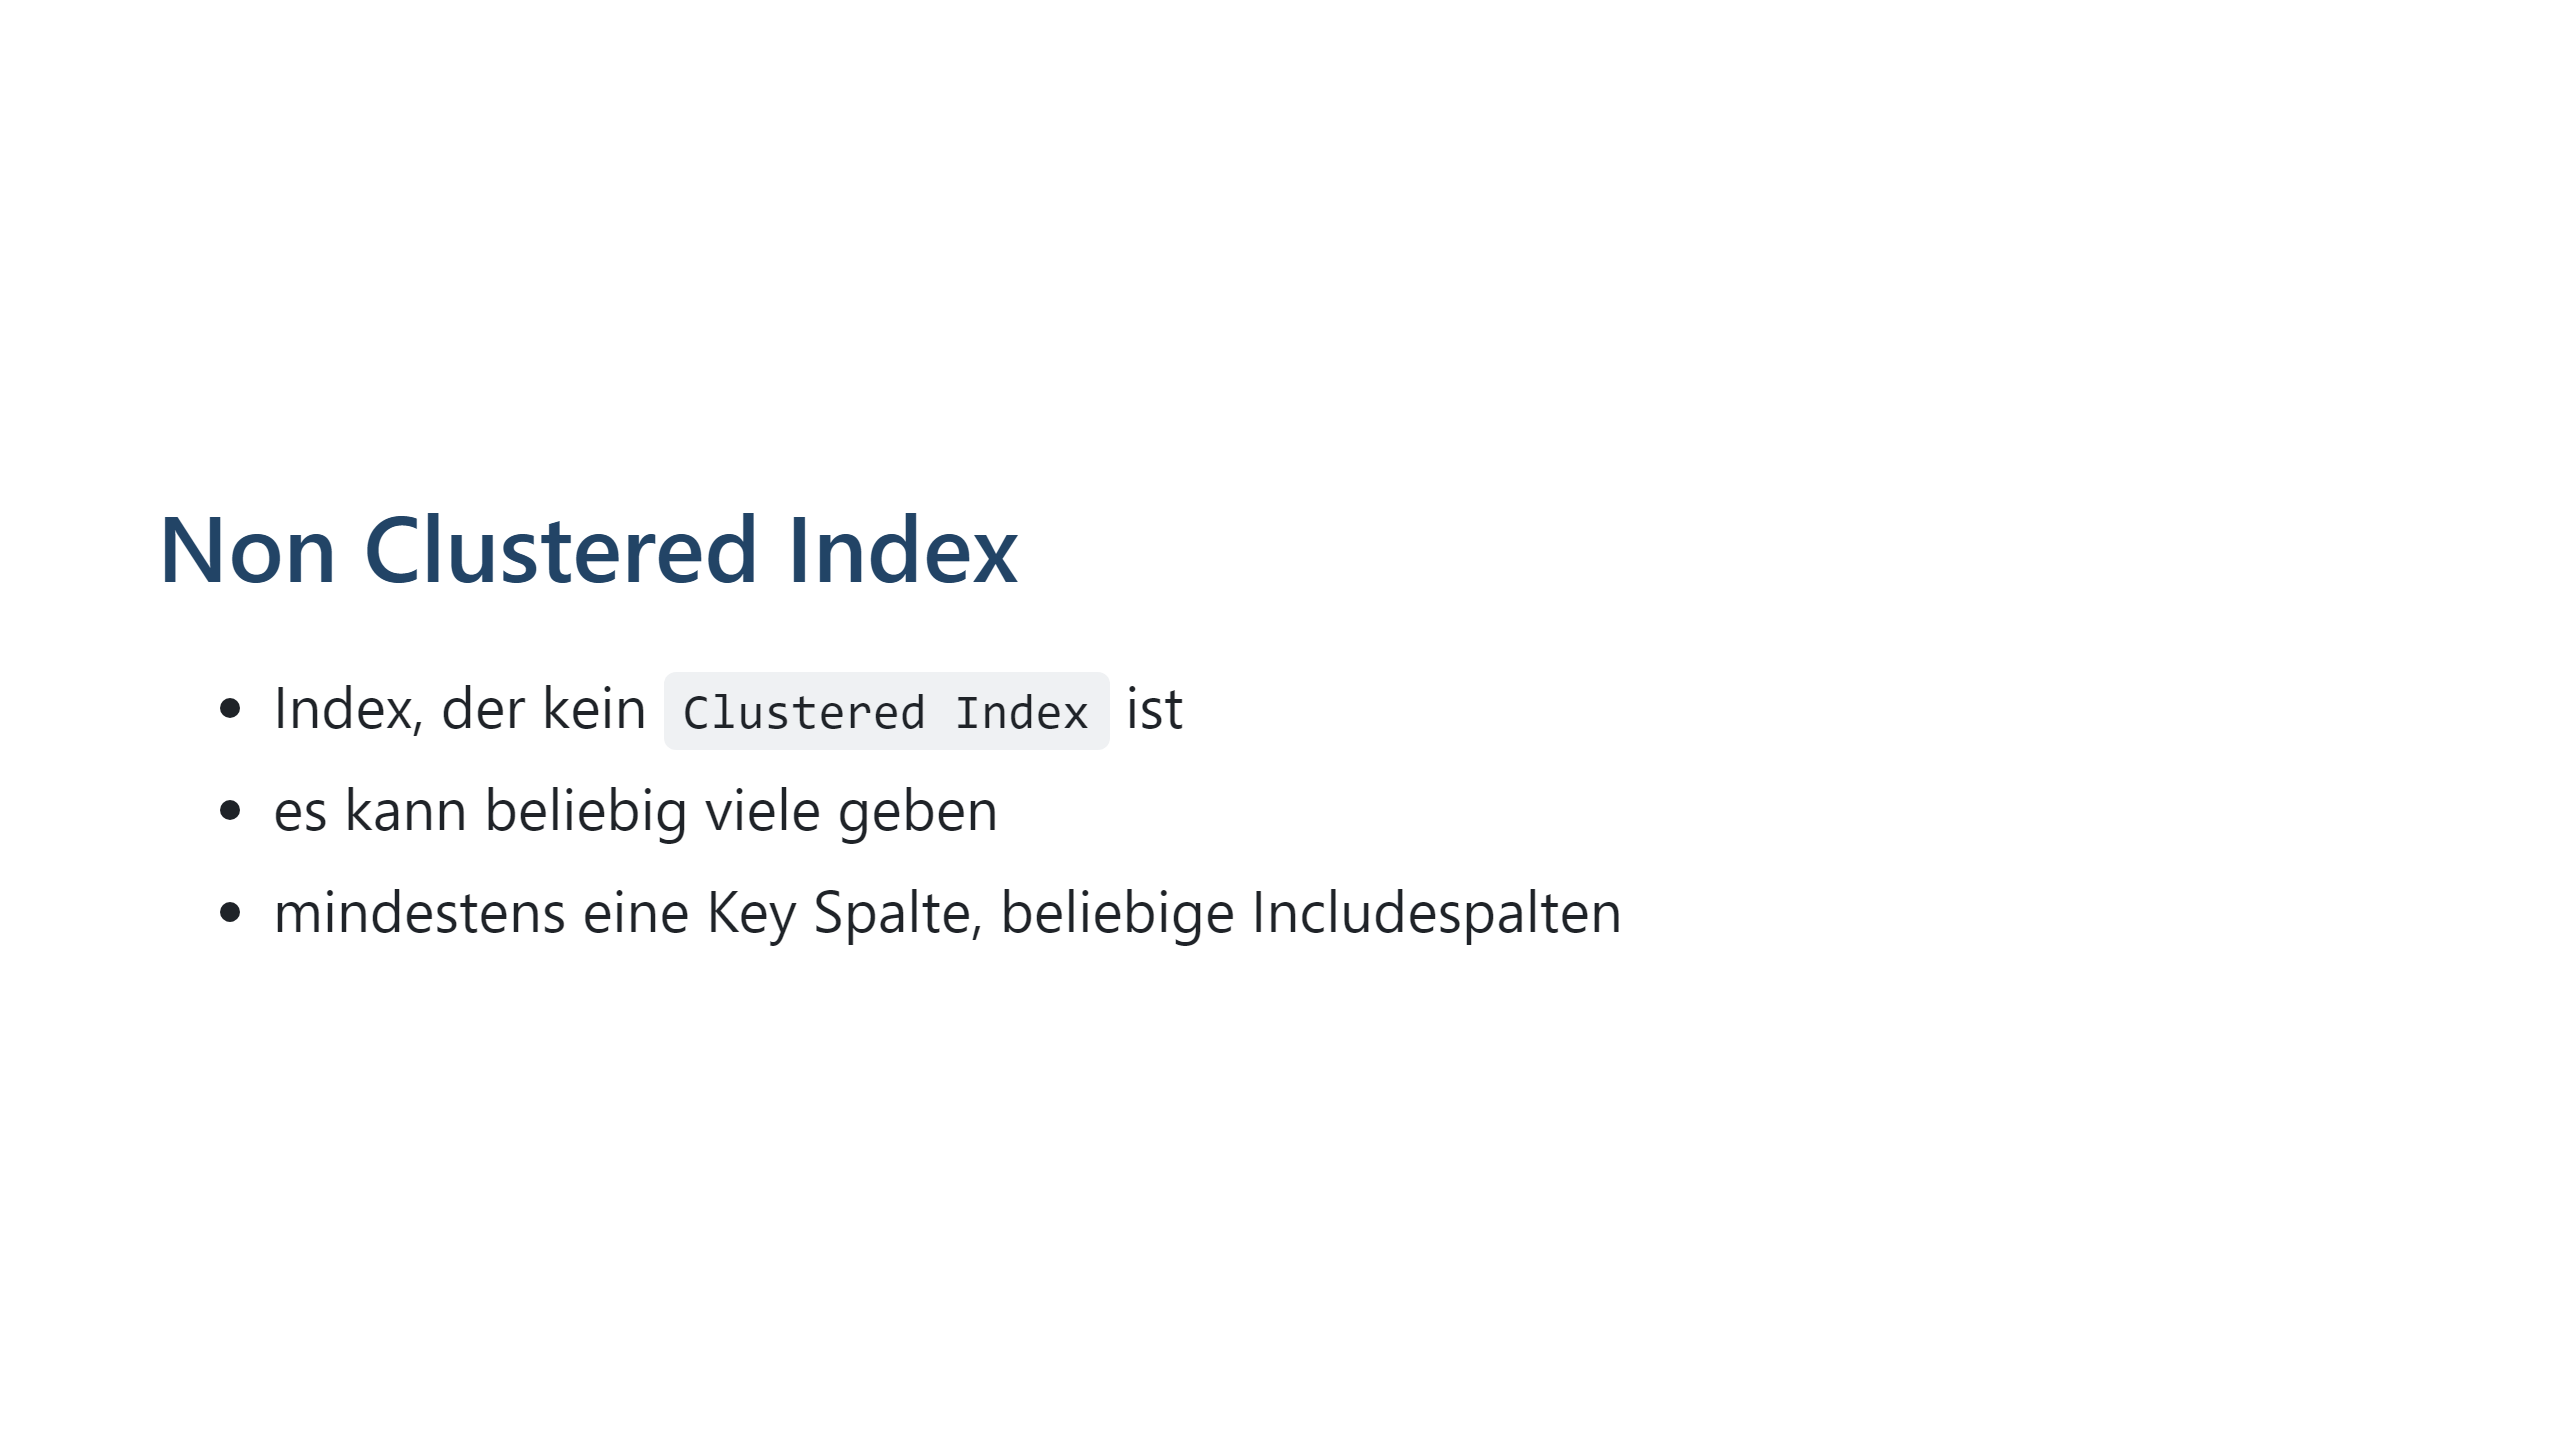 Non Clustered Index
Index, der kein Clustered Index ist
es kann beliebig viele geben
mindestens eine Key Spalte, beliebige Includespalten